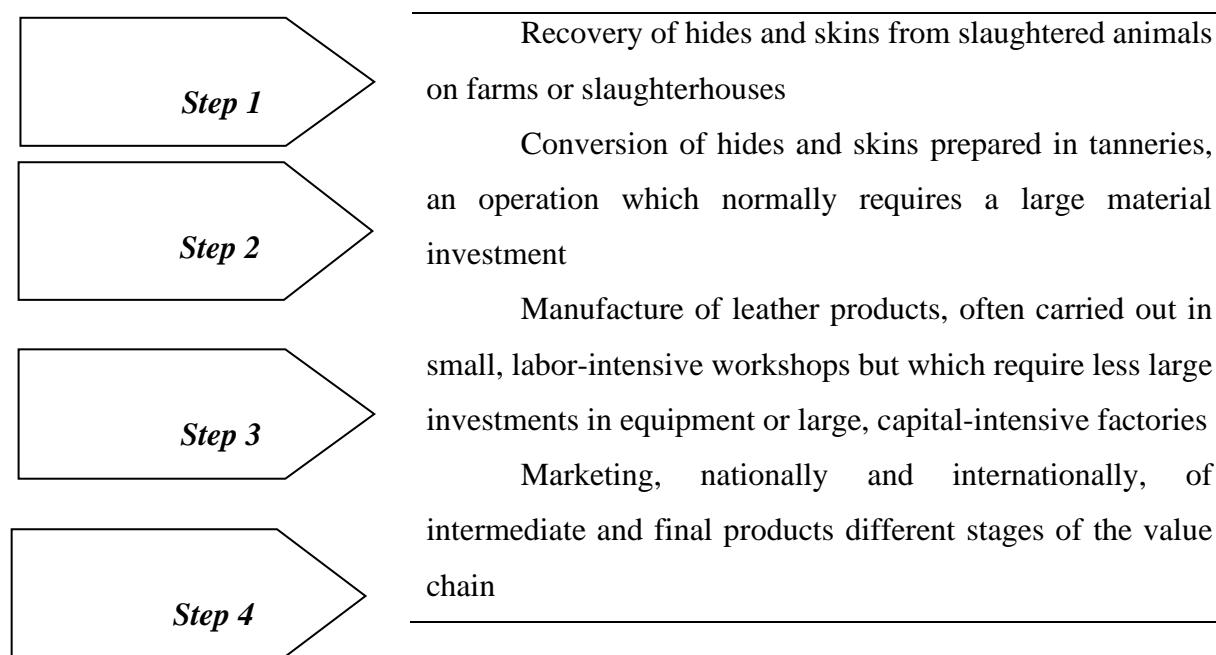 Step 1
Recovery of hides and skins from slaughtered animals
on farms or slaughterhouses
Step 2
Conversion of hides and skins prepared in tanneries,
an operation which normally requires a large material
investment
Step 3
Manufacture of leather products, often carried out in
small, labor-intensive workshops but which require less large
investments in equipment or large, capital-intensive factories
Step 4
Marketing, nationally and internationally, of
intermediate and final products different stages of the value
chain